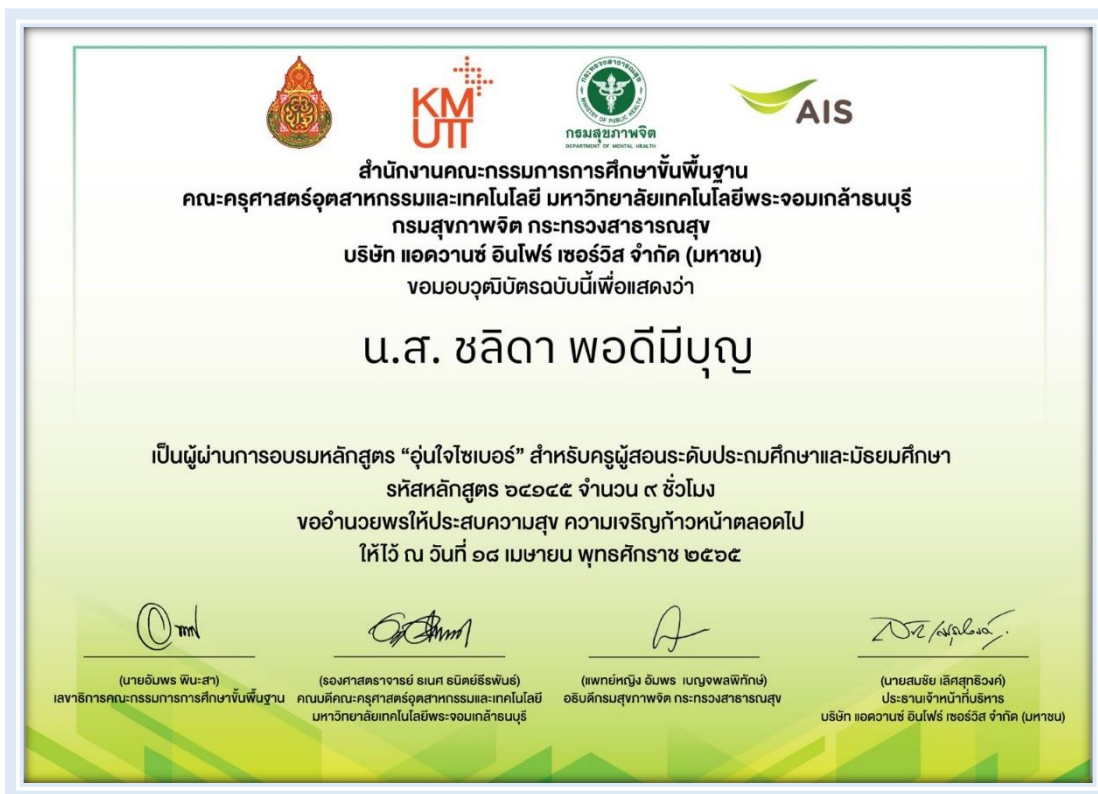 KM
UTT
กระทรวงสาธารณสุข
MINISTRY OF PUBLIC HEALTH
กรมสุขภาพจิต
DEPARTMENT OF MENTAL HEALTH
AIS
สำนักงานคณะกรรมการการศึกษาขั้นพื้นฐาน
คณะครุศาสตร์อุตสาหกรรมและเทคโนโลยี มหาวิทยาลัยเทคโนโลยีพระจอมเกล้าธนบุรี
กรมสุขภาพจิต กระทรวงสาธารณสุข
บริษัท แอดวานซ์ อินโฟร์ เซอร์วิส จำกัด (มหาชน)
ขอมอบวุฒิบัตรฉบับนี้เพื่อแสดงว่า
น.ส. ชลิดา พอดีมีบุญ
เป็นผู้ผ่านการอบรมหลักสูตร “อุ่นใจไซเบอร์” สำหรับครูผู้สอนระดับประถมศึกษาและมัธยมศึกษา
รหัสหลักสูตร ๖๔๑๔๕ จำนวน ๙ ชั่วโมง
ขออำนวยพรให้ประสบความสุข ความเจริญก้าวหน้าตลอดไป
ให้ไว้ ณ วันที่ ๑๘ เมษายน พุทธศักราช ๒๕๖๕
(นายอัมพร พินะสา)
เลขาธิการคณะกรรมการการศึกษาขั้นพื้นฐาน
(รองศาสตราจารย์ ธเนศ ธนิตย์ธีรพันธ์)
คณบดีคณะครุศาสตร์อุตสาหกรรมและเทคโนโลยี
มหาวิทยาลัยเทคโนโลยีพระจอมเกล้าธนบุรี
(แพทย์หญิง อัมพร เบญจพลพิทักษ์)
อธิบดีกรมสุขภาพจิต กระทรวงสาธารณสุข
(นายสมชัย เลิศสุทธิวงค์)
ประธานเจ้าหน้าที่บริหาร
บริษัท แอดวานซ์ อินโฟร์ เซอร์วิส จำกัด (มหาชน)